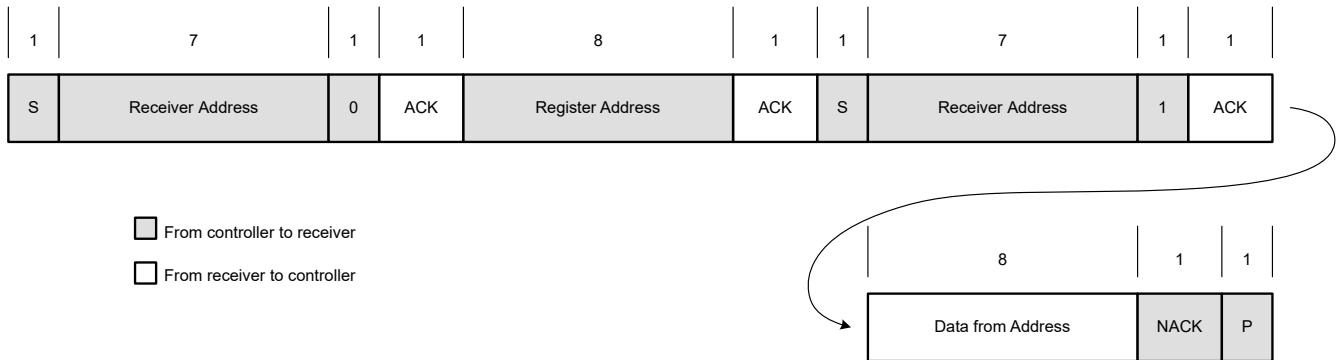 1 7 1 1 8 1 1 7 1 1
S Receiver Address 0 ACK Register Address ACK S Receiver Address 1 ACK
From controller to receiver
From receiver to controller
8 1 1
Data from Address NACK P